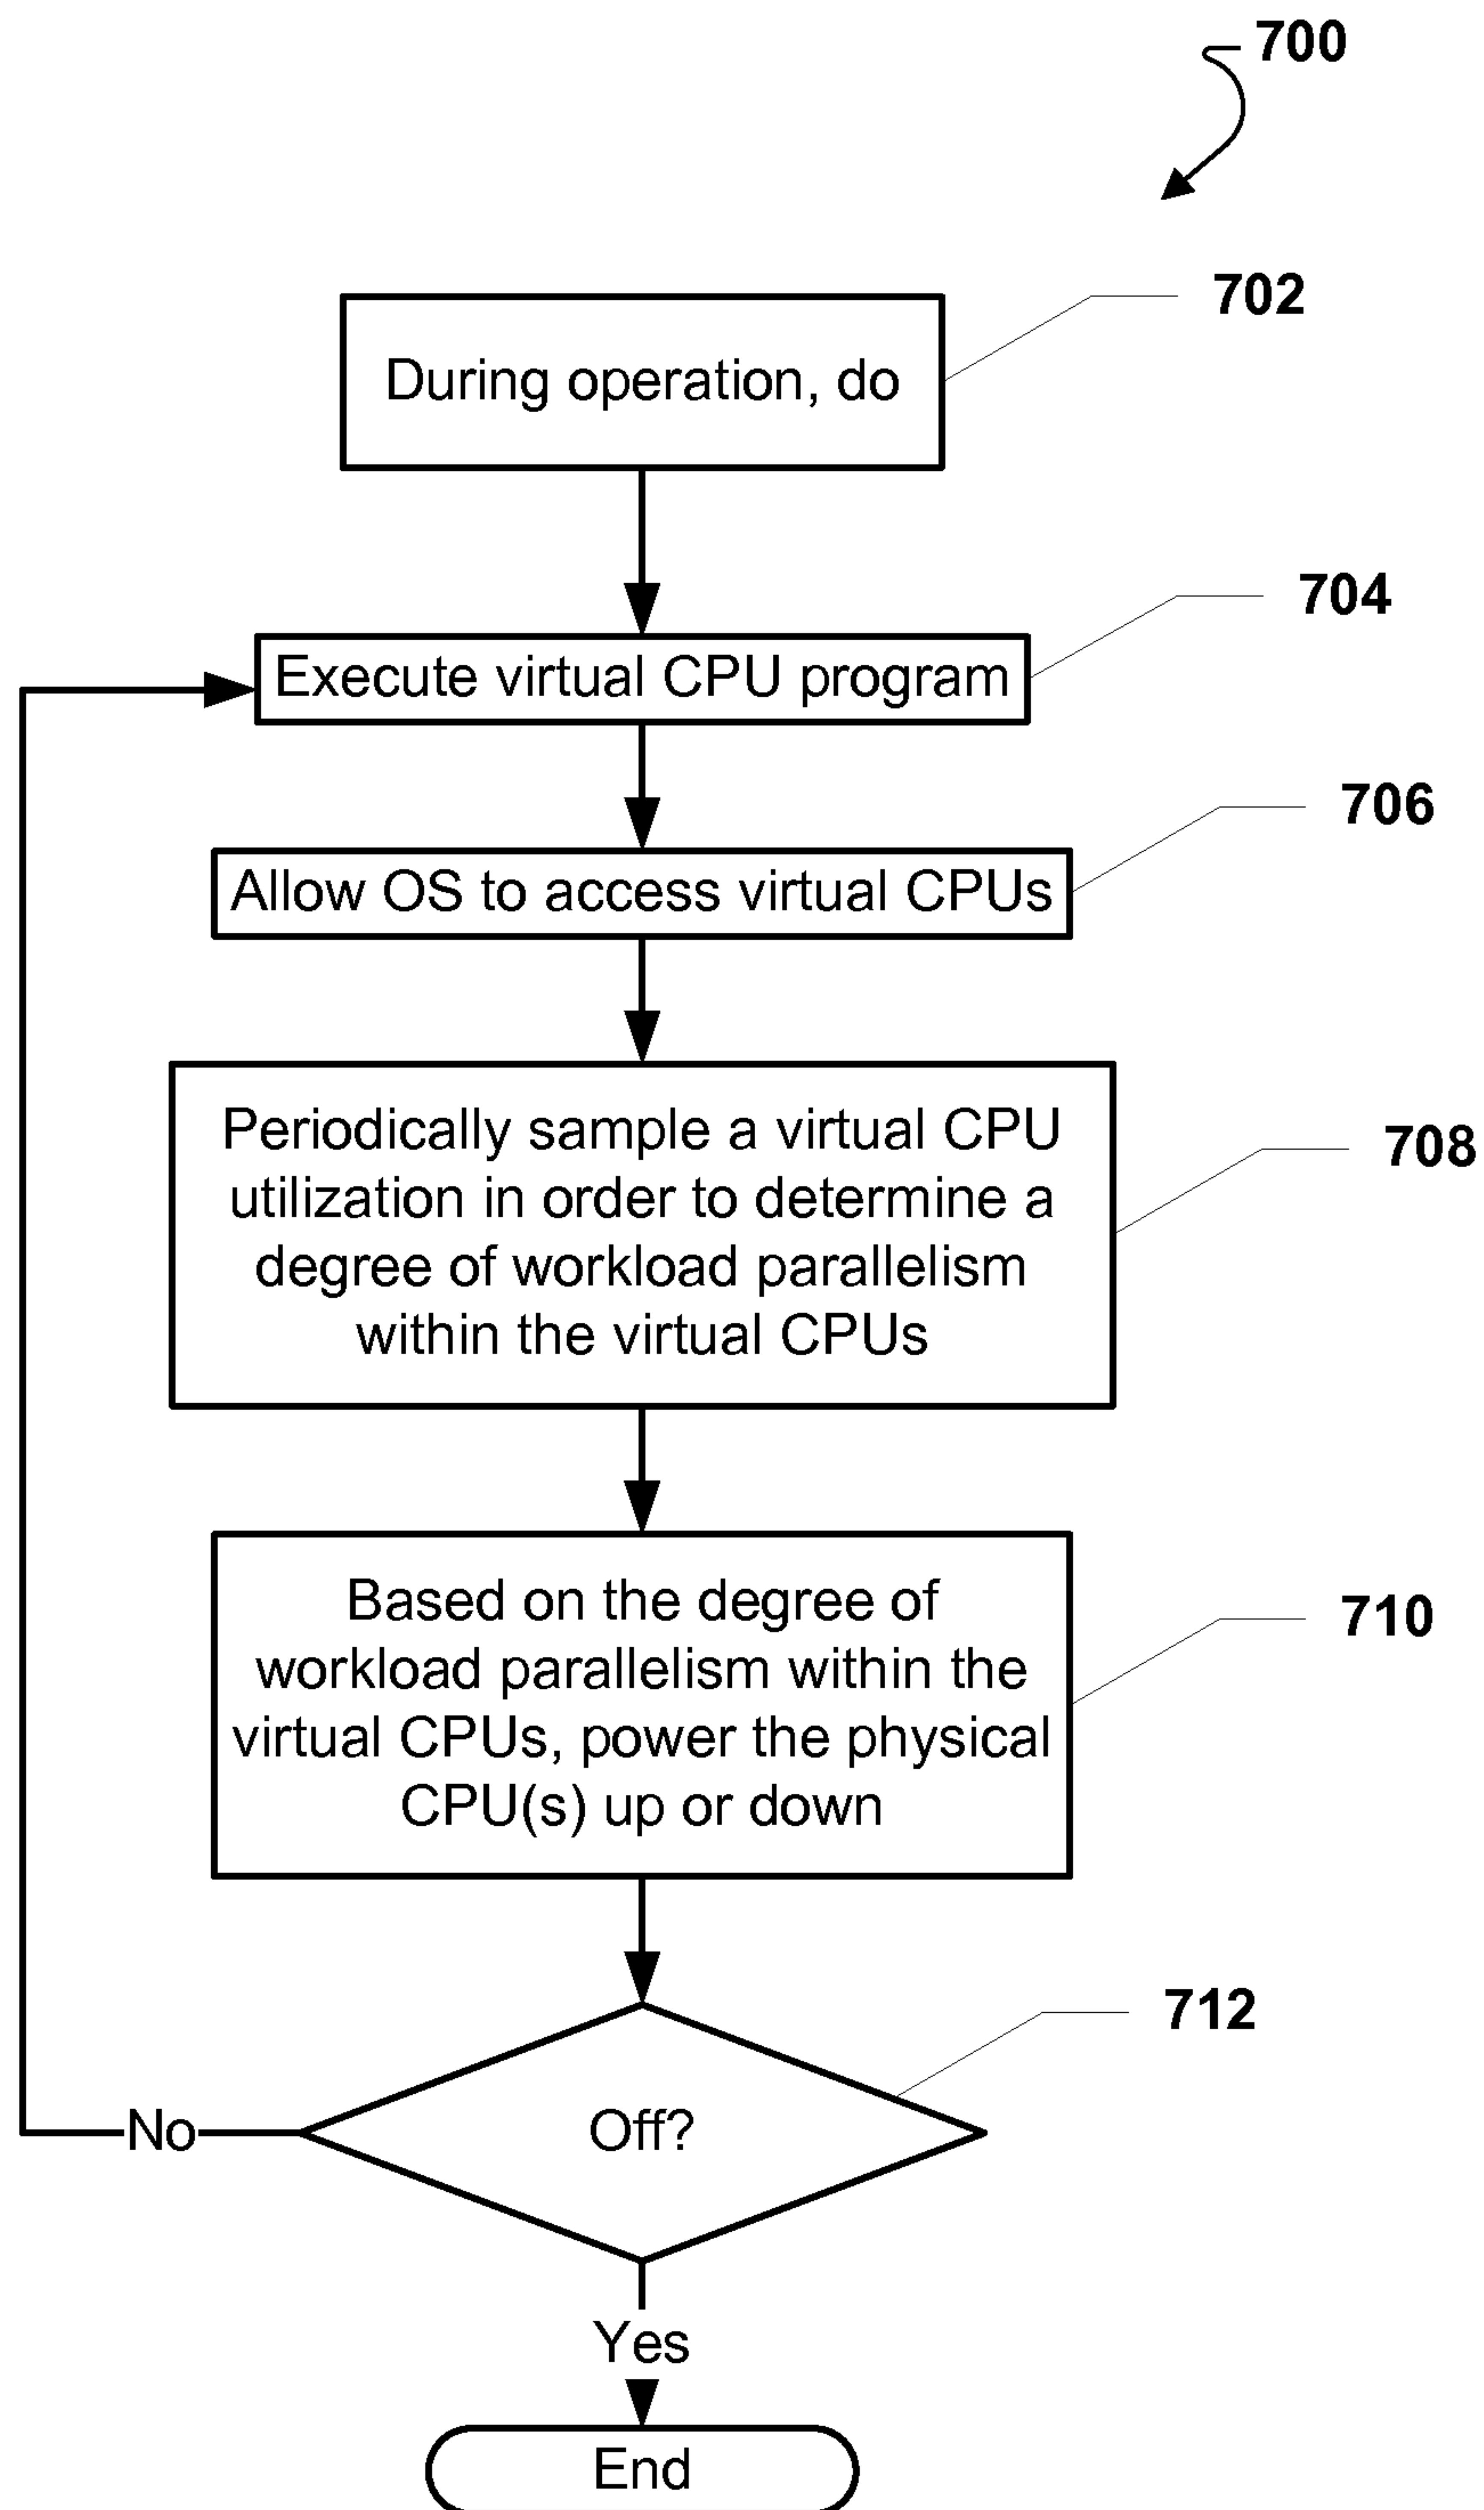 700
702
During operation, do
704
Execute virtual CPU program
706
Allow OS to access virtual CPUs
708
Periodically sample a virtual CPU
utilization in order to determine a
degree of workload parallelism
within the virtual CPUs
710
Based on the degree of
workload parallelism within the
virtual CPUs, power the physical
CPU(s) up or down
712
Off?
No
Yes
End